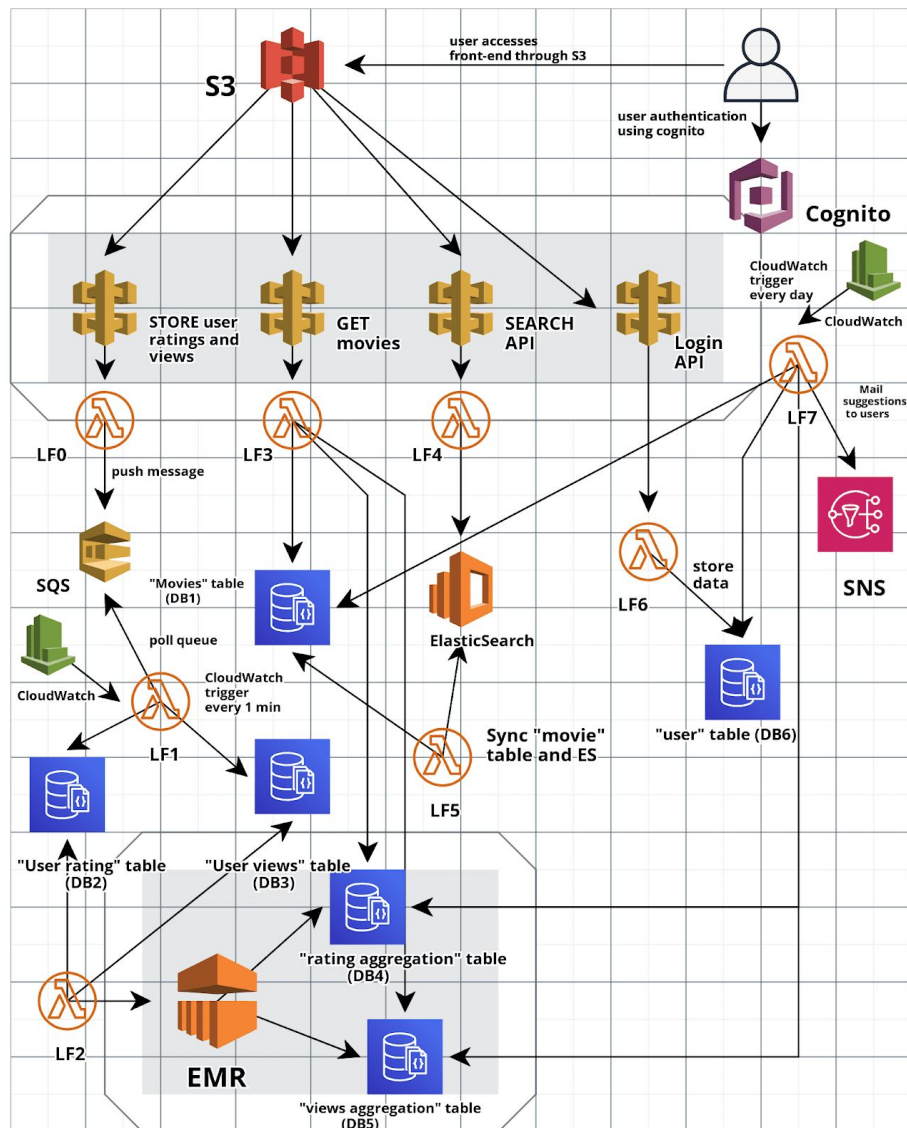 user accesses
front-end through S3
S3
user authentication
using cognito
Cognito
CloudWatch
trigger
every day
CloudWatch
STORE user
ratings and
views
GET
movies
SEARCH
API
Login
API
LF7
Mail
suggestions
to users
LF0
LF3
LF4
push message
SQS
"Movies" table
(DB1)
ElasticSearch
LF6
store
data
SNS
poll queue
CloudWatch
CloudWatch
trigger
every 1 min
LF1
Sync "movie"
table and ES
LF5
"user" table (DB6)
"User rating" table
(DB2)
"User views" table
(DB3)
"rating aggregation" table
(DB4)
LF2
EMR
"views aggregation" table
(DB5)